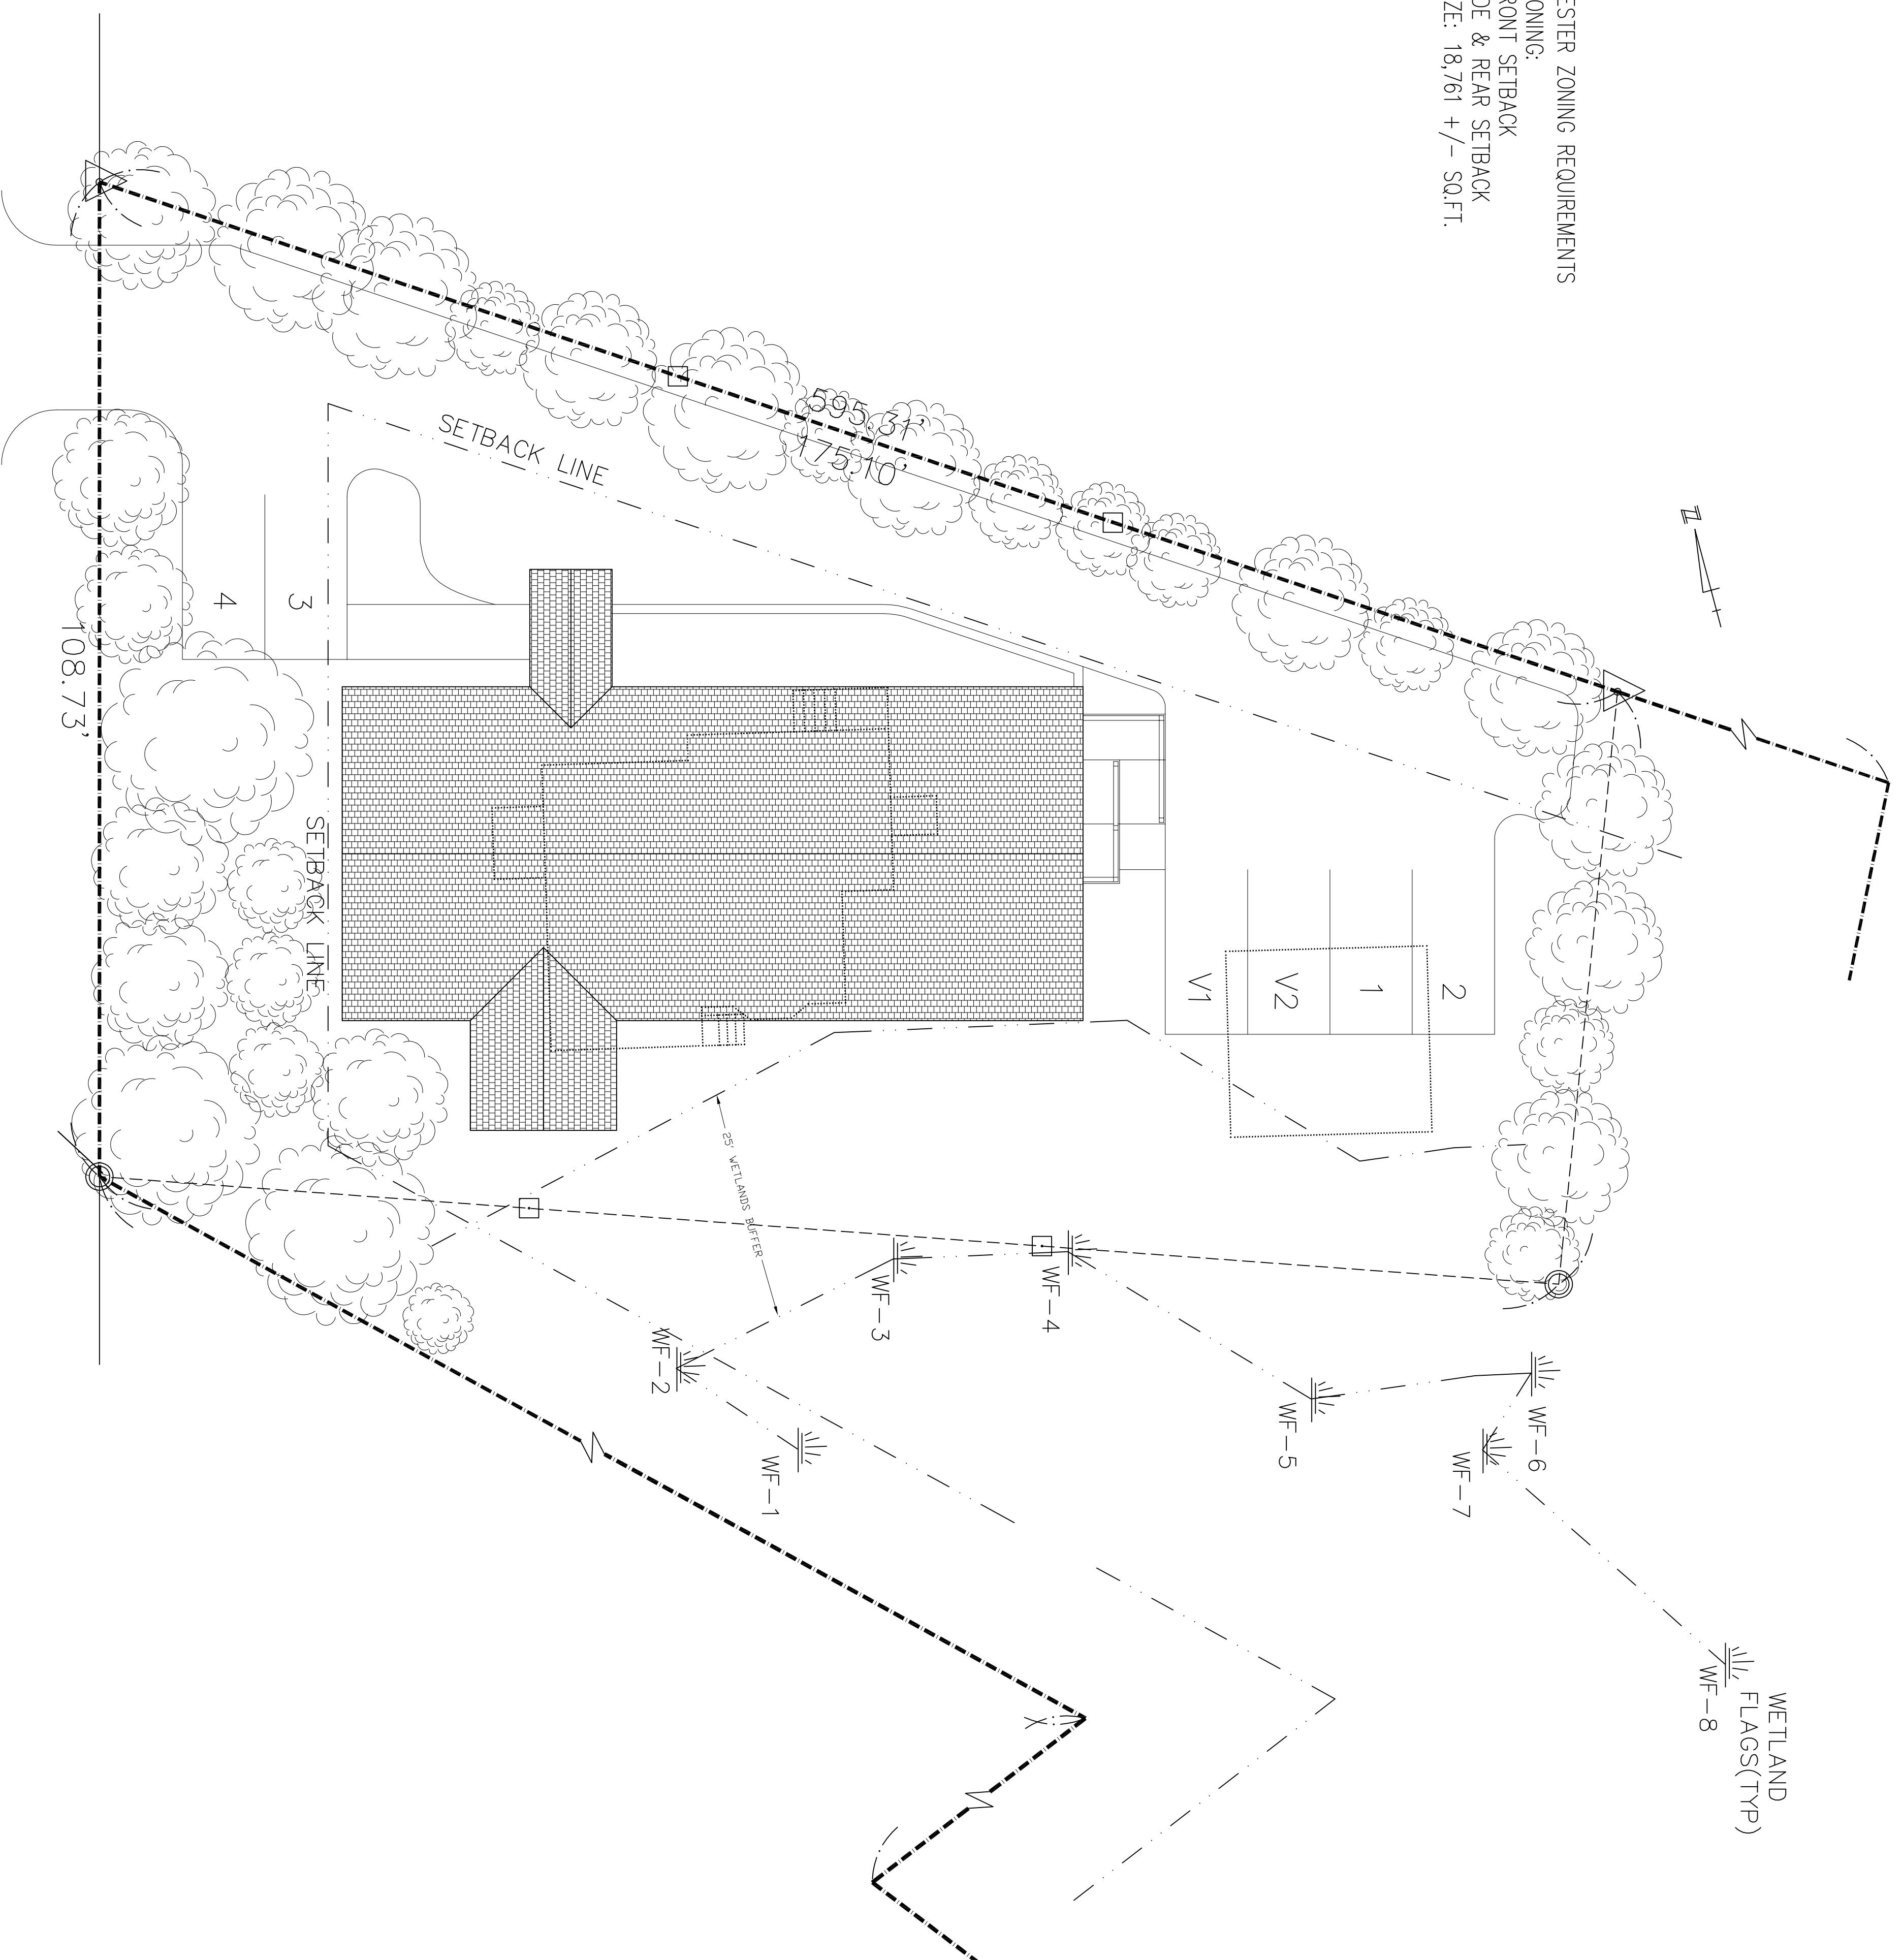 ESTER ZONING REQUIREMENTS
ONING:
RONT SETBACK
DE & REAR SETBACK
ZE: 18,761 +/- SQ.FT.
N
595.31'
175.10'
SETBACK LINE
3
4
108.73'
SETBACK LINE
V1
V2
1
2
25' WETLANDS BUFFER
WF-3
WF-4
WF-2
WF-1
WF-5
WF-6
WF-7
WF-8
WETLAND
FLAGS(TYP)